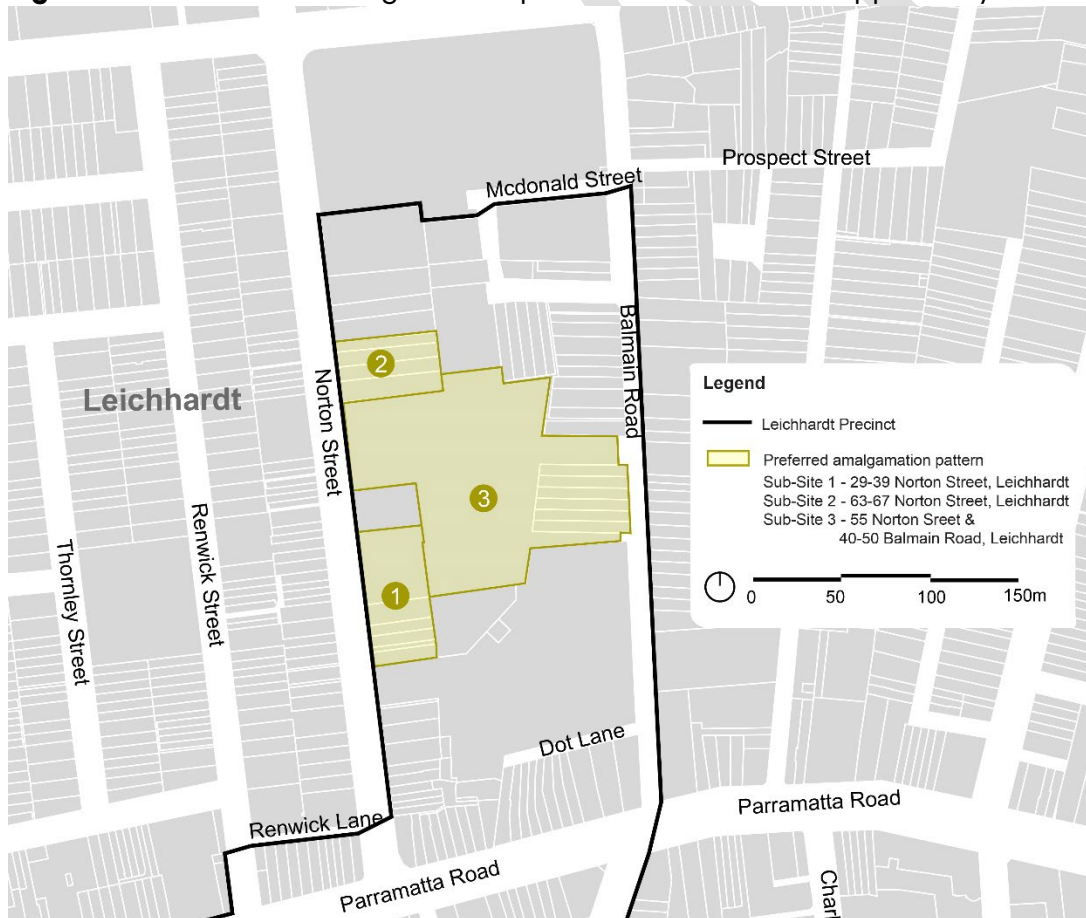 Prospect Street
Mcdonald Street
Balmain Road
2
Norton Street
Leichhardt
3
1
Renwick Street
Thornley Street
Dot Lane
Renwick Lane
Parramatta Road
Parramatta Road
Legend
Leichhardt Precinct
Preferred amalgamation pattern
Sub-Site 1 - 29-39 Norton Street, Leichhardt
Sub-Site 2 - 63-67 Norton Street, Leichhardt
Sub-Site 3 - 55 Norton Sreet &
40-50 Balmain Road, Leichhardt
0 50 100 150m